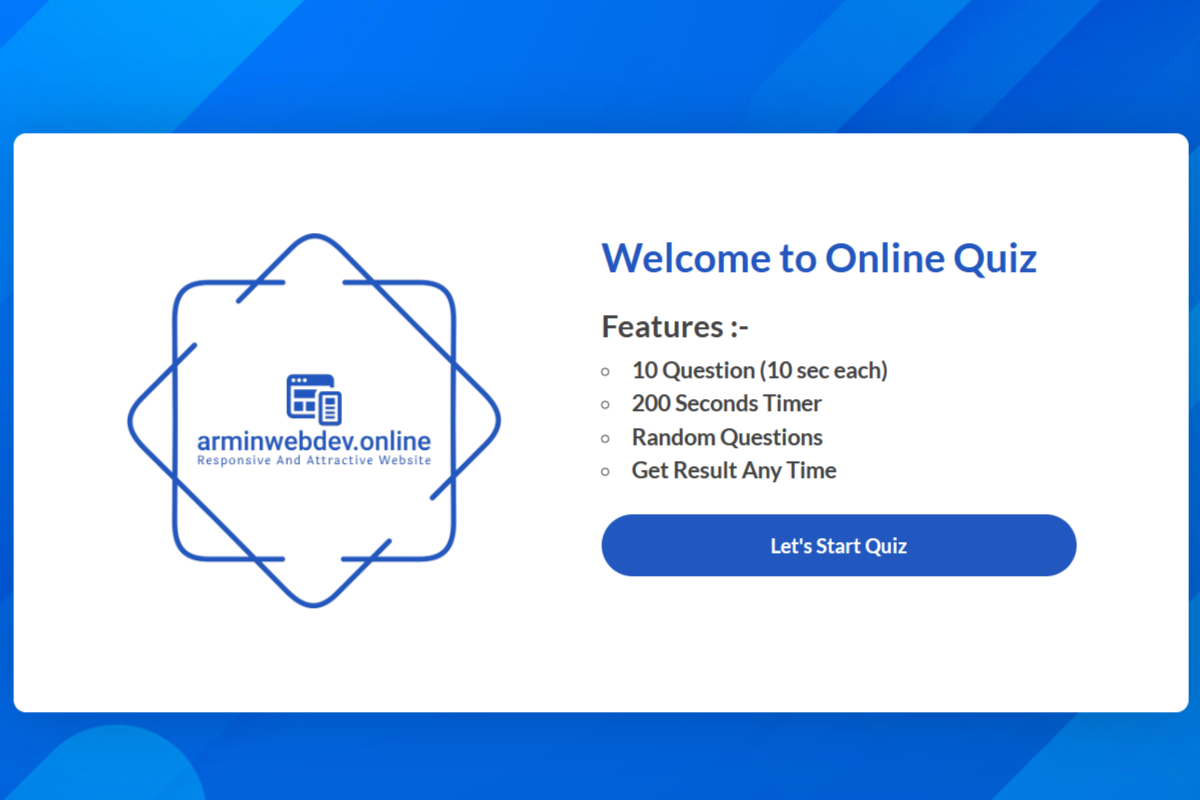 arminwebdev.online
Responsive And Attractive Website
Welcome to Online Quiz
Features :-
10 Question (10 sec each)
200 Seconds Timer
Random Questions
Get Result Any Time
Let's Start Quiz